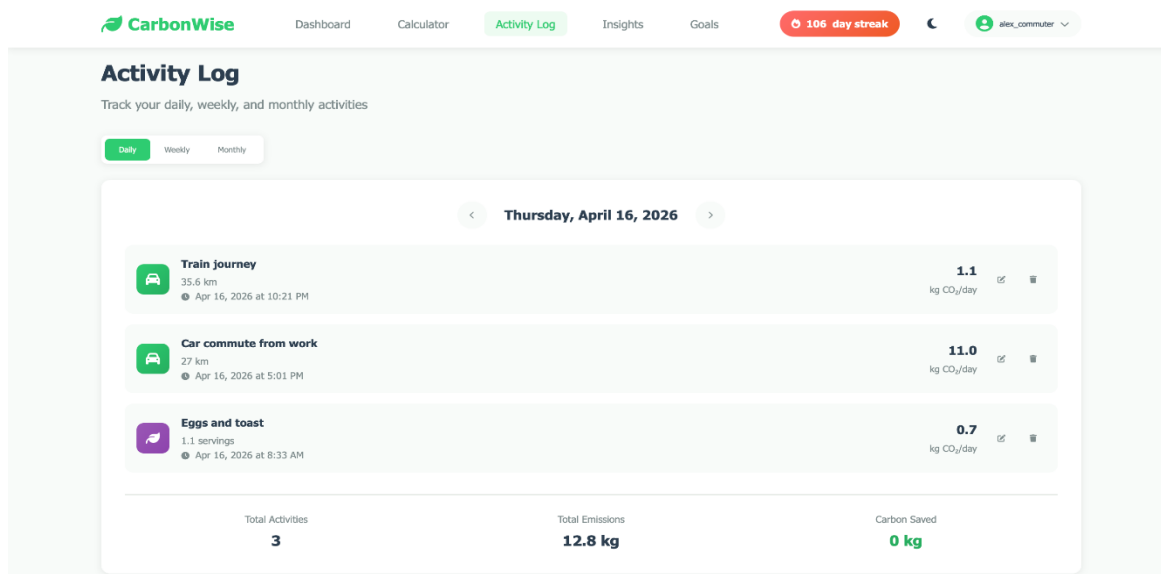 CarbonWise Dashboard Calculator Activity Log Insights Goals 106 day streak alex_commuter
Activity Log
Track your daily, weekly, and monthly activities
Daily Weekly Monthly
Thursday, April 16, 2026
Train journey
35.6 km
Apr 16, 2026 at 10:21 PM
1.1
kg CO₂/day
Car commute from work
27 km
Apr 16, 2026 at 5:01 PM
11.0
kg CO₂/day
Eggs and toast
1.1 servings
Apr 16, 2026 at 8:33 AM
0.7
kg CO₂/day
Total Activities
3
Total Emissions
12.8 kg
Carbon Saved
0 kg